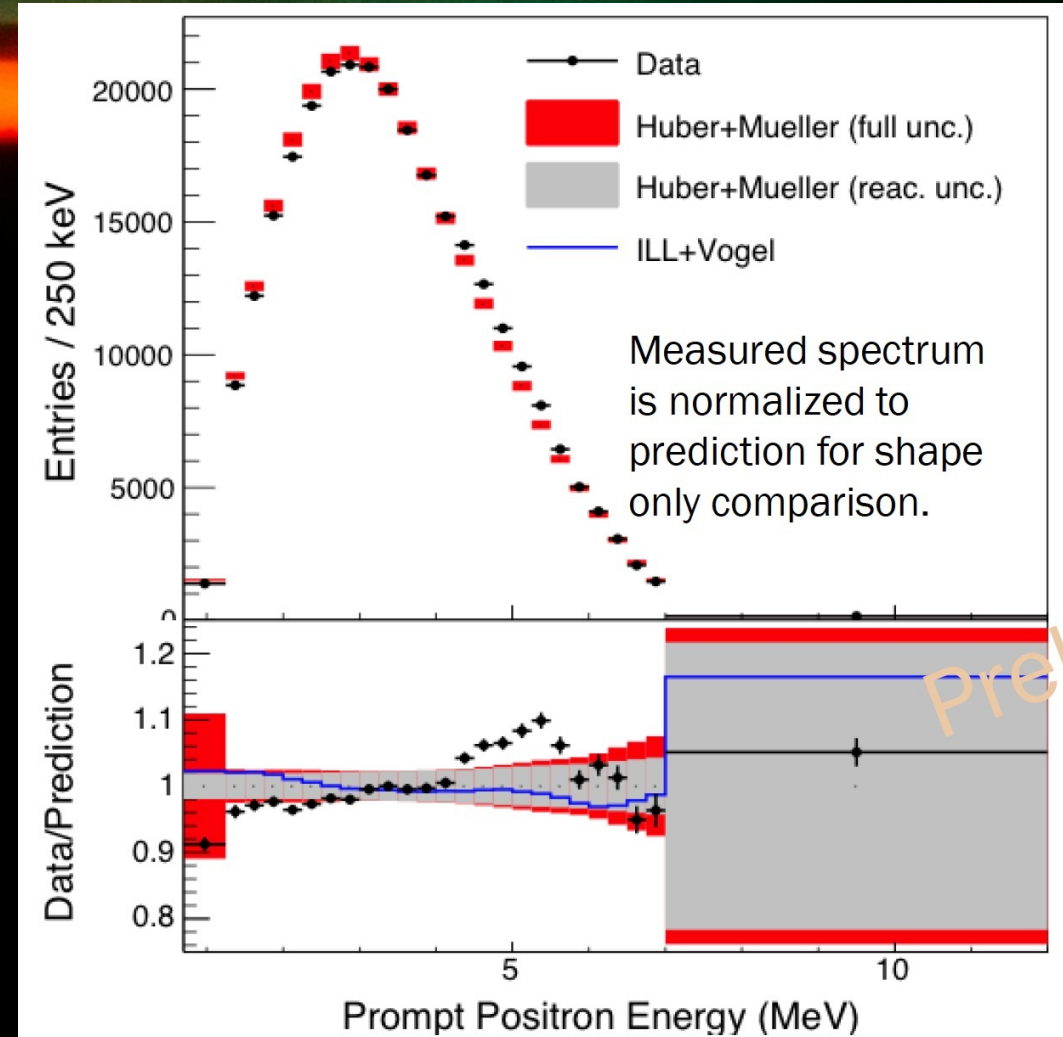 Data
Huber+Mueller (full unc.)
Huber+Mueller (reac. unc.)
ILL+Vogel
Measured spectrum
is normalized to
prediction for shape
only comparison.
Entries / 250 keV
20000
15000
10000
5000
0
Data/Prediction
1.2
1.1
1
0.9
0.8
5
10
Prompt Positron Energy (MeV)